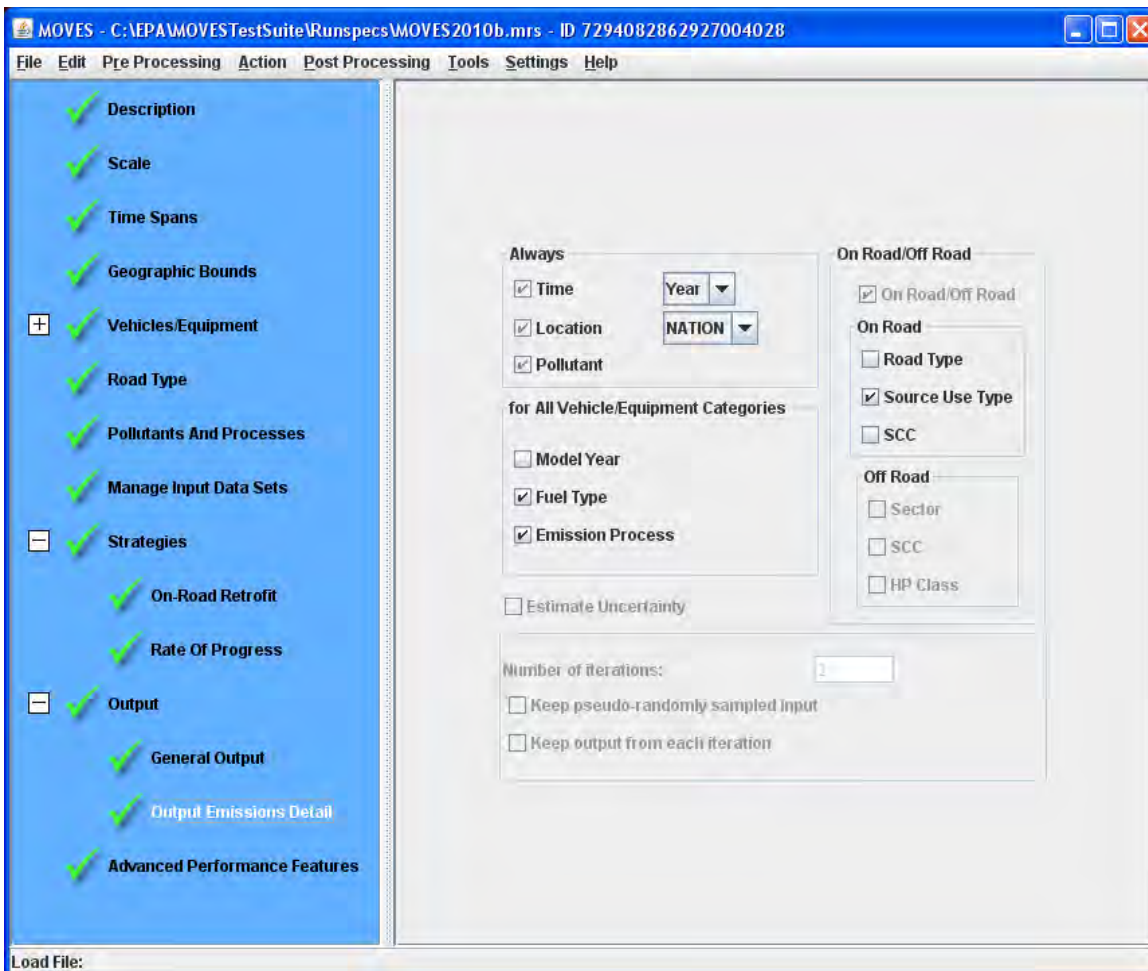 MOVES - C:\EPA\MOVESTestSuite\Runspecs\MOVES2010b.mrs - ID 7294082862927004028
File Edit Pre Processing Action Post Processing Tools Settings Help
Description
Scale
Time Spans
Geographic Bounds
Vehicles/Equipment
Road Type
Pollutants And Processes
Manage Input Data Sets
Strategies
On-Road Retrofit
Rate Of Progress
Output
General Output
Output Emissions Detail
Advanced Performance Features
Always
Time Year
Location NATION
Pollutant
for All Vehicle/Equipment Categories
Model Year
Fuel Type
Emission Process
Estimate Uncertainty
On Road/Off Road
On Road/Off Road
On Road
Road Type
Source Use Type
SCC
Off Road
Sector
SCC
HP Class
Number of iterations:
Keep pseudo-randomly sampled input
Keep output from each iteration
Load File: